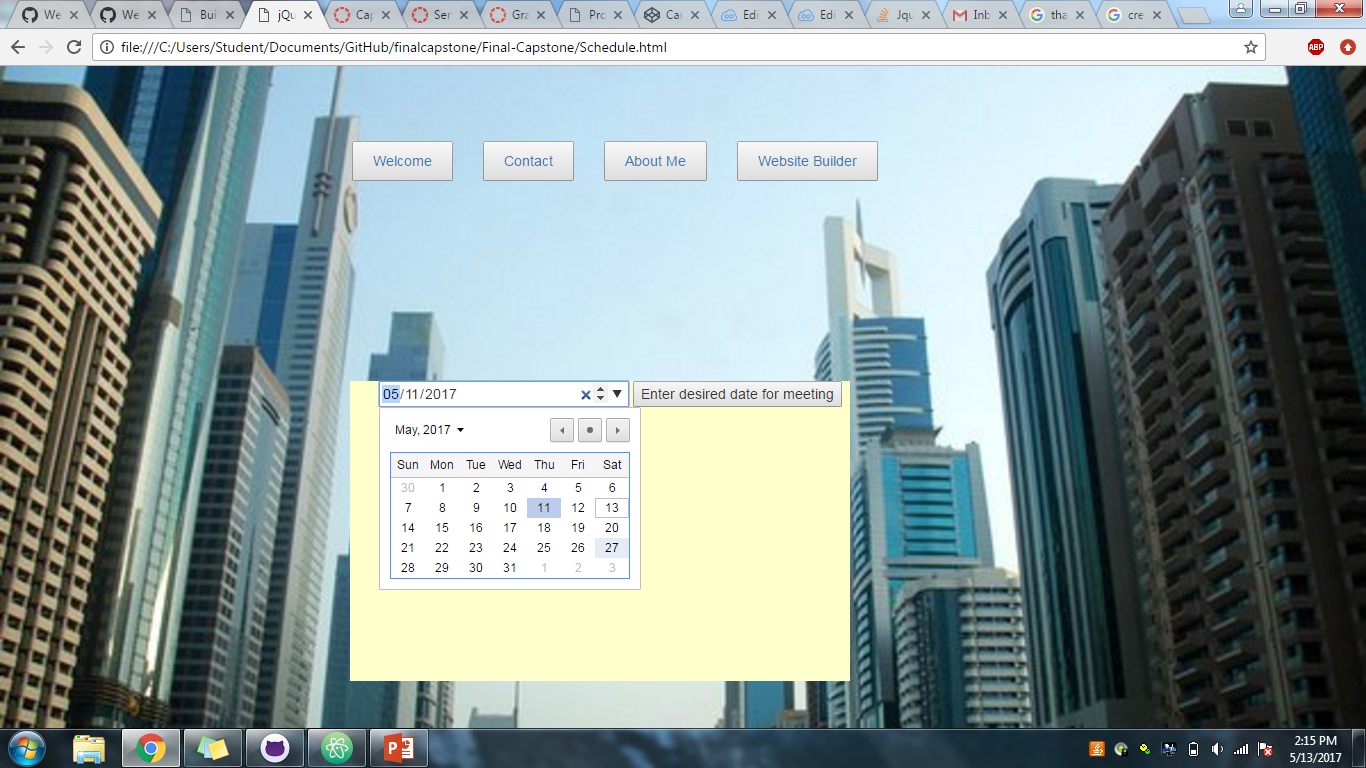 We We Bui jQu Cap Ser Gra Pro Car Edi Edi Jqu Inb tha cre
file:///C:/Users/Student/Documents/GitHub/finalcapstone/Final-Capstone/Schedule.html ABP
Welcome Contact About Me Website Builder
05/11/2017 Enter desired date for meeting
May, 2017
Sun Mon Tue Wed Thu Fri Sat
30 1 2 3 4 5 6
7 8 9 10 11 12 13
14 15 16 17 18 19 20
21 22 23 24 25 26 27
28 29 30 31 1 2 3
2:15 PM
5/13/2017